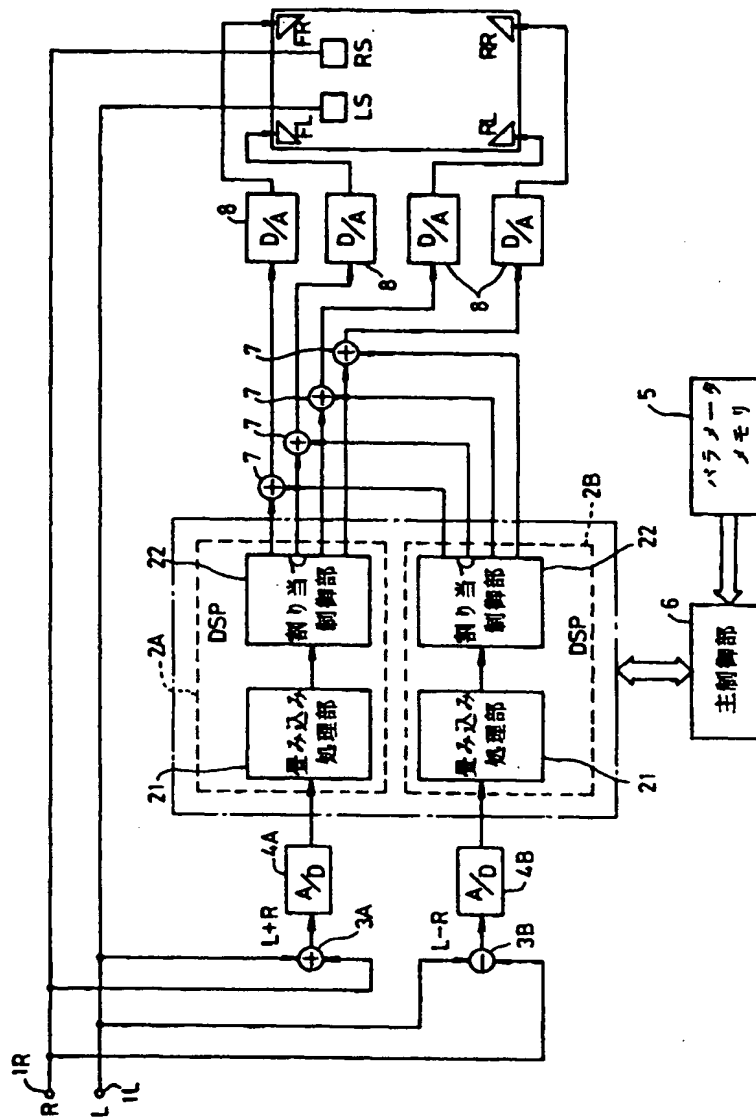 R
1R
L
1L
L+R
3A
A/D
4A
L−R
3B
A/D
4B
2A
DSP
21
畳み込み
処理部
22
割り当
制御部
2B
DSP
21
畳み込み
処理部
22
割り当
制御部
7
7
7
7
8
D/A
D/A
8
D/A
8
D/A
FL
FR
LS
RS
RL
RR
6
主制御部
5
パラメータ
メモリ